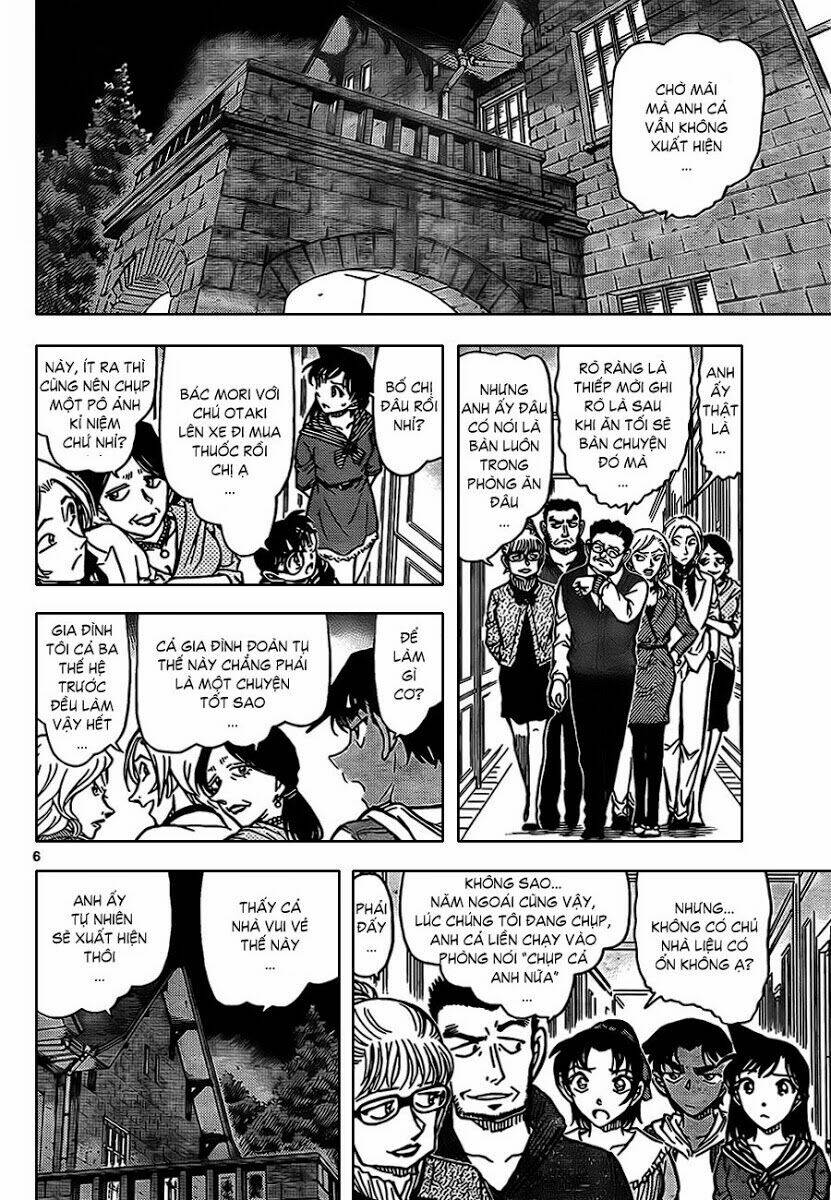 CHỜ MÃI
MÀ ANH CẢ
VẪN KHÔNG
XUẤT HIỆN
...
ANH
ẤY
THẬT
LÀ
...
RÕ RÀNG LÀ
THIẾP MỜI GHI
RÕ LÀ SAU
KHI ĂN TỐI SẼ
BÀN CHUYỆN
ĐÓ MÀ
...
NHƯNG
ANH ẤY ĐÂU
CÓ NÓI LÀ
BÀN LUÔN
TRONG
PHÒNG ĂN
ĐÂU
...
BỐ CHỊ
ĐÂU RỒI
NHỈ?
BÁC MORI VỚI
CHÚ OTAKI
LÊN XE ĐI MUA
THUỐC RỒI
CHỊ Ạ
...
NÀY, ÍT RA THÌ
CŨNG NÊN CHỤP
MỘT PÔ ẢNH
KỈ NIỆM
CHỨ NHỈ?
ĐỂ
LÀM
GÌ
CƠ?
CẢ GIA ĐÌNH ĐOÀN TỤ
THẾ NÀY CHẲNG PHẢI
LÀ MỘT CHUYỆN
TỐT SAO
...
GIA ĐÌNH
TÔI CẢ BA
THẾ HỆ
TRƯỚC
ĐỀU LÀM
VẬY HẾT
...
6
NHƯNG...
KHÔNG CÓ CHỦ
NHÀ LIỆU CÓ
ỔN KHÔNG Ạ?
KHÔNG SAO...
NĂM NGOÁI CŨNG VẬY,
LÚC CHÚNG TÔI ĐANG CHỤP,
ANH CẢ LIỀN CHẠY VÀO
PHÒNG NÓI "CHỤP CẢ
ANH NỮA"
...
PHẢI
ĐẤY
...
THẤY CẢ
NHÀ VUI VẺ
THẾ NÀY
...
ANH ẤY
TỰ NHIÊN
SẼ XUẤT HIỆN
THÔI
...